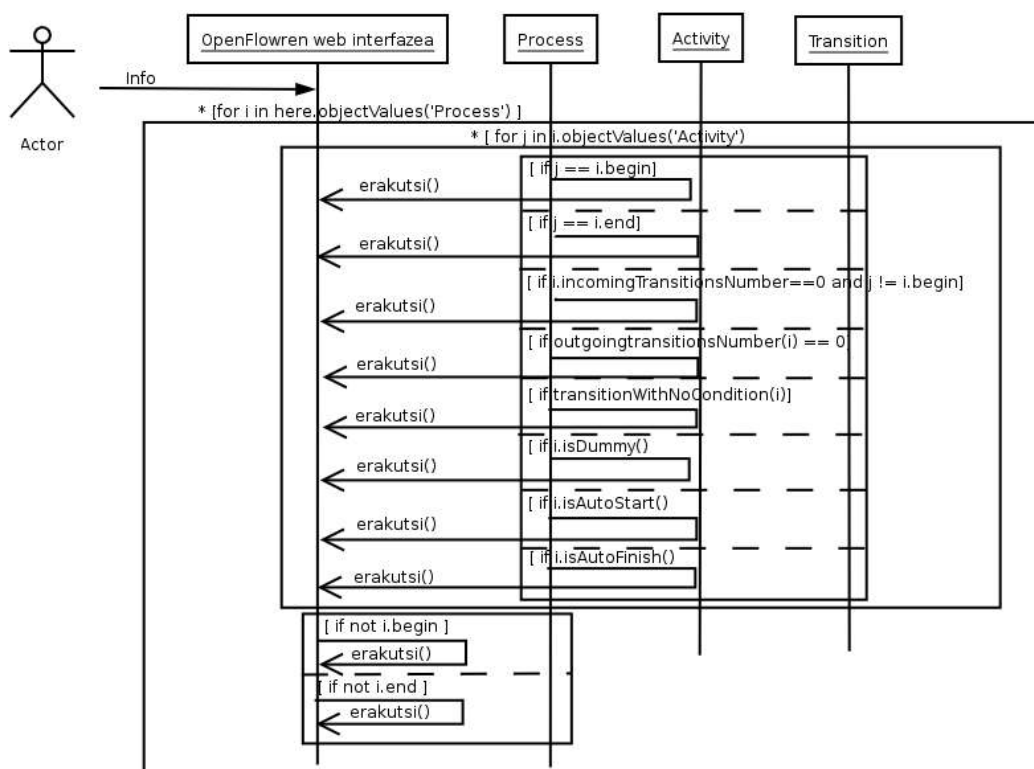 OpenFlowren web interfazea
Process
Activity
Transition
Info
Actor
* [for i in here.objectValues('Process') ]
* [ for j in i.objectValues('Activity')
[ if j == i.begin]
erakutsi()
[ if j == i.end]
erakutsi()
[ if i.incomingTransitionsNumber==0 and j != i.begin]
erakutsi()
[ if outgoingtransitionsNumber(i) == 0
erakutsi()
[ if transitionWithNoCondition(i)]
erakutsi()
[ if i.isDummy()
erakutsi()
[ if i.isAutoStart()
erakutsi()
[ if i.isAutoFinish()
erakutsi()
[ if not i.begin ]
erakutsi()
[ if not i.end ]
erakutsi()